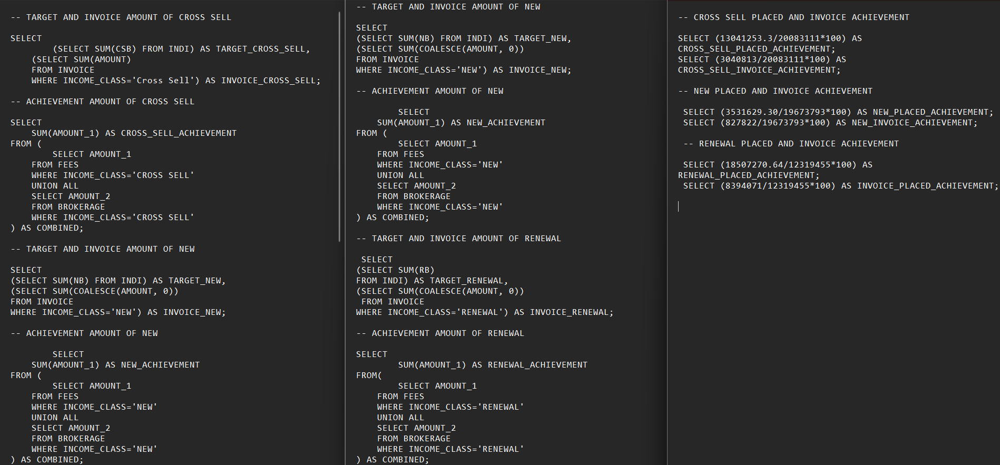 -- TARGET AND INVOICE AMOUNT OF CROSS SELL
SELECT
(SELECT SUM(CSB) FROM INDI) AS TARGET_CROSS_SELL,
(SELECT SUM(AMOUNT)
FROM INVOICE
WHERE INCOME_CLASS='Cross Sell') AS INVOICE_CROSS_SELL;
-- ACHIEVEMENT AMOUNT OF CROSS SELL
SELECT
SUM(AMOUNT_1) AS CROSS_SELL_ACHIEVEMENT
FROM (
SELECT AMOUNT_1
FROM FEES
WHERE INCOME_CLASS='CROSS SELL'
UNION ALL
SELECT AMOUNT_2
FROM BROKERAGE
WHERE INCOME_CLASS='CROSS SELL'
) AS COMBINED;
-- TARGET AND INVOICE AMOUNT OF NEW
SELECT
(SELECT SUM(NB) FROM INDI) AS TARGET_NEW,
(SELECT SUM(COALESCE(AMOUNT, 0))
FROM INVOICE
WHERE INCOME_CLASS='NEW') AS INVOICE_NEW;
-- ACHIEVEMENT AMOUNT OF NEW
SELECT
SUM(AMOUNT_1) AS NEW_ACHIEVEMENT
FROM (
SELECT AMOUNT_1
FROM FEES
WHERE INCOME_CLASS='NEW'
UNION ALL
SELECT AMOUNT_2
FROM BROKERAGE
WHERE INCOME_CLASS='NEW'
) AS COMBINED;
-- TARGET AND INVOICE AMOUNT OF NEW
SELECT
(SELECT SUM(NB) FROM INDI) AS TARGET_NEW,
(SELECT SUM(COALESCE(AMOUNT, 0))
FROM INVOICE
WHERE INCOME_CLASS='NEW') AS INVOICE_NEW;
-- ACHIEVEMENT AMOUNT OF NEW
SELECT
SUM(AMOUNT_1) AS NEW_ACHIEVEMENT
FROM (
SELECT AMOUNT_1
FROM FEES
WHERE INCOME_CLASS='NEW'
UNION ALL
SELECT AMOUNT_2
FROM BROKERAGE
WHERE INCOME_CLASS='NEW'
) AS COMBINED;
-- TARGET AND INVOICE AMOUNT OF RENEWAL
SELECT
(SELECT SUM(RB)
FROM INDI) AS TARGET_RENEWAL,
(SELECT SUM(COALESCE(AMOUNT, 0))
FROM INVOICE
WHERE INCOME_CLASS='RENEWAL') AS INVOICE_RENEWAL;
-- ACHIEVEMENT AMOUNT OF RENEWAL
SELECT
SUM(AMOUNT_1) AS RENEWAL_ACHIEVEMENT
FROM(
SELECT AMOUNT_1
FROM FEES
WHERE INCOME_CLASS='RENEWAL'
UNION ALL
SELECT AMOUNT_2
FROM BROKERAGE
WHERE INCOME_CLASS='RENEWAL'
) AS COMBINED;
-- CROSS SELL PLACED AND INVOICE ACHIEVEMENT
SELECT (13041253.3/20083111*100) AS
CROSS_SELL_PLACED_ACHIEVEMENT;
SELECT (3040813/20083111*100) AS
CROSS_SELL_INVOICE_ACHIEVEMENT;
-- NEW PLACED AND INVOICE ACHIEVEMENT
SELECT (3531629.30/19673793*100) AS NEW_PLACED_ACHIEVEMENT;
SELECT (827822/19673793*100) AS NEW_INVOICE_ACHIEVEMENT;
-- RENEWAL PLACED AND INVOICE ACHIEVEMENT
SELECT (18507270.64/12319455*100) AS
RENEWAL_PLACED_ACHIEVEMENT;
SELECT (8394071/12319455*100) AS INVOICE_PLACED_ACHIEVEMENT;